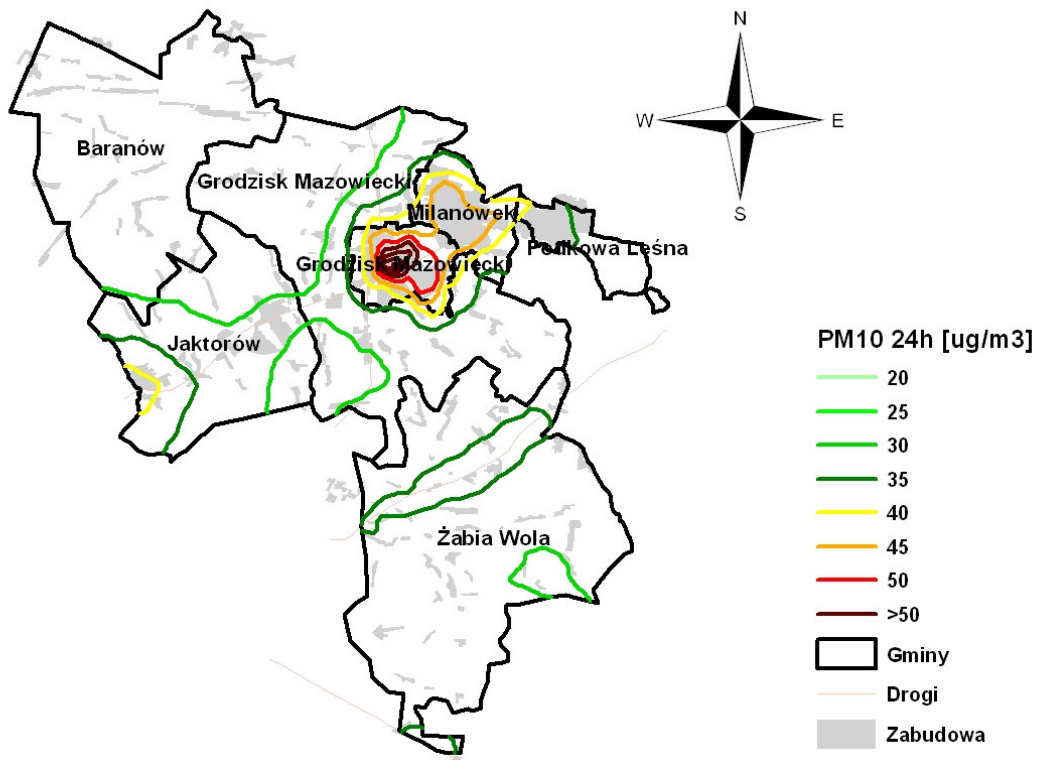 N
W
E
S
Baranów
Grodzisk Mazowiecki
Milanówek
Podkowa Leśna
Grodzisk Mazowiecki
Jaktorów
Żabia Wola
PM10 24h [ug/m3]
20
25
30
35
40
45
50
>50
Gminy
Drogi
Zabudowa